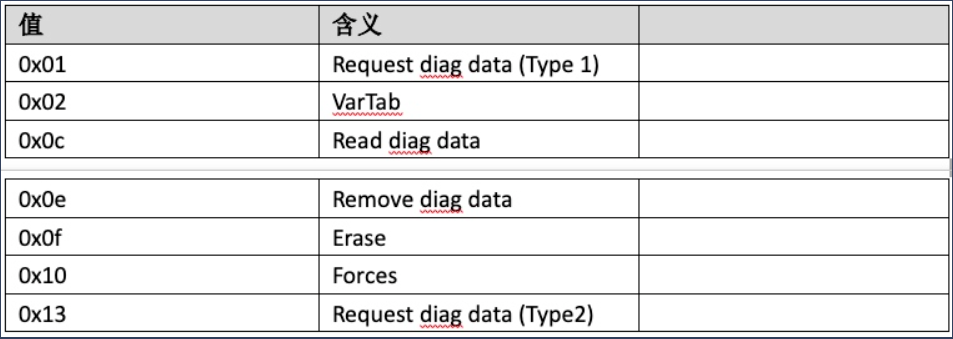 值 含义
0x01 Request diag data (Type 1)
0x02 VarTab
0x0c Read diag data
0x0e Remove diag data
0x0f Erase
0x10 Forces
0x13 Request diag data (Type2)